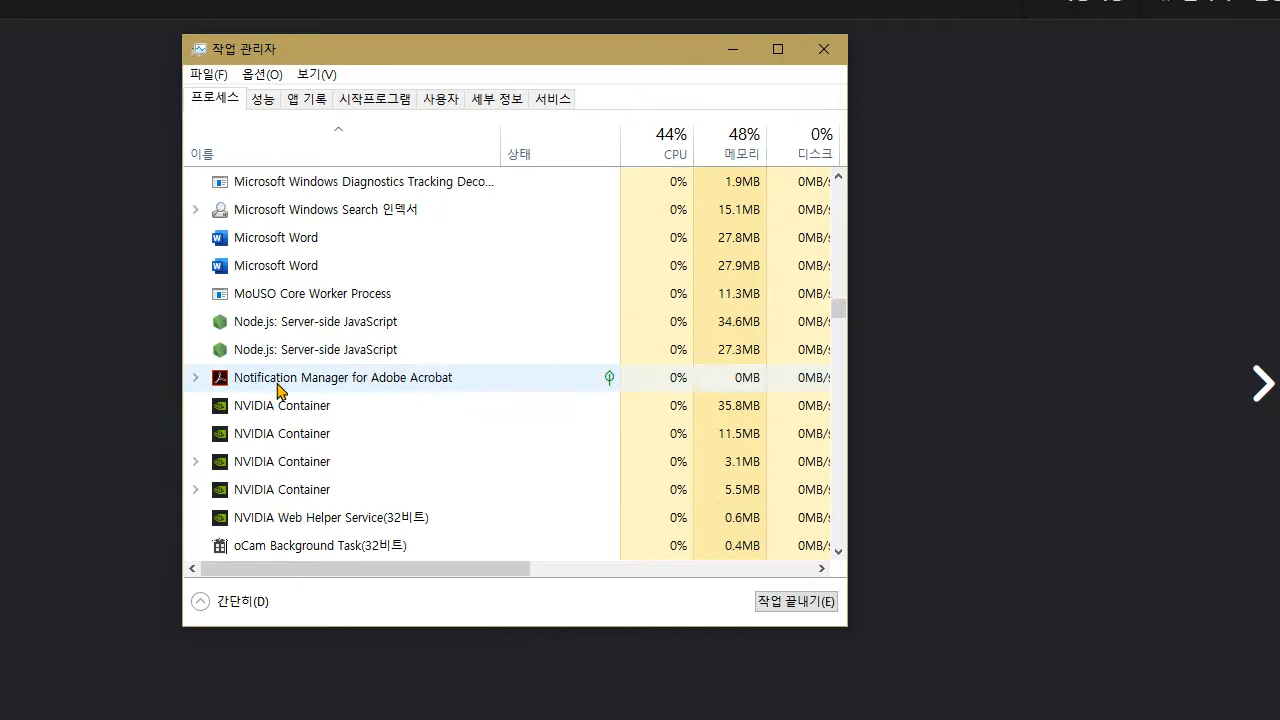 작업 관리자
파일(F) 옵션(O) 보기(V)
프로세스 성능 앱 기록 시작프로그램 사용자 세부 정보 서비스
44% 48% 0%
이름 상태 CPU 메모리 디스크
Microsoft Windows Diagnostics Tracking Deco... 0% 1.9MB 0MB/s
Microsoft Windows Search 인덱서 0% 15.1MB 0MB/s
Microsoft Word 0% 27.8MB 0MB/s
Microsoft Word 0% 27.9MB 0MB/s
MoUSO Core Worker Process 0% 11.3MB 0MB/s
Node.js: Server-side JavaScript 0% 34.6MB 0MB/s
Node.js: Server-side JavaScript 0% 27.3MB 0MB/s
Notification Manager for Adobe Acrobat 0% 0MB 0MB/s
NVIDIA Container 0% 35.8MB 0MB/s
NVIDIA Container 0% 11.5MB 0MB/s
NVIDIA Container 0% 3.1MB 0MB/s
NVIDIA Container 0% 5.5MB 0MB/s
NVIDIA Web Helper Service(32비트) 0% 0.6MB 0MB/s
oCam Background Task(32비트) 0% 0.4MB 0MB/s
간단히(D) 작업 끝내기(E)